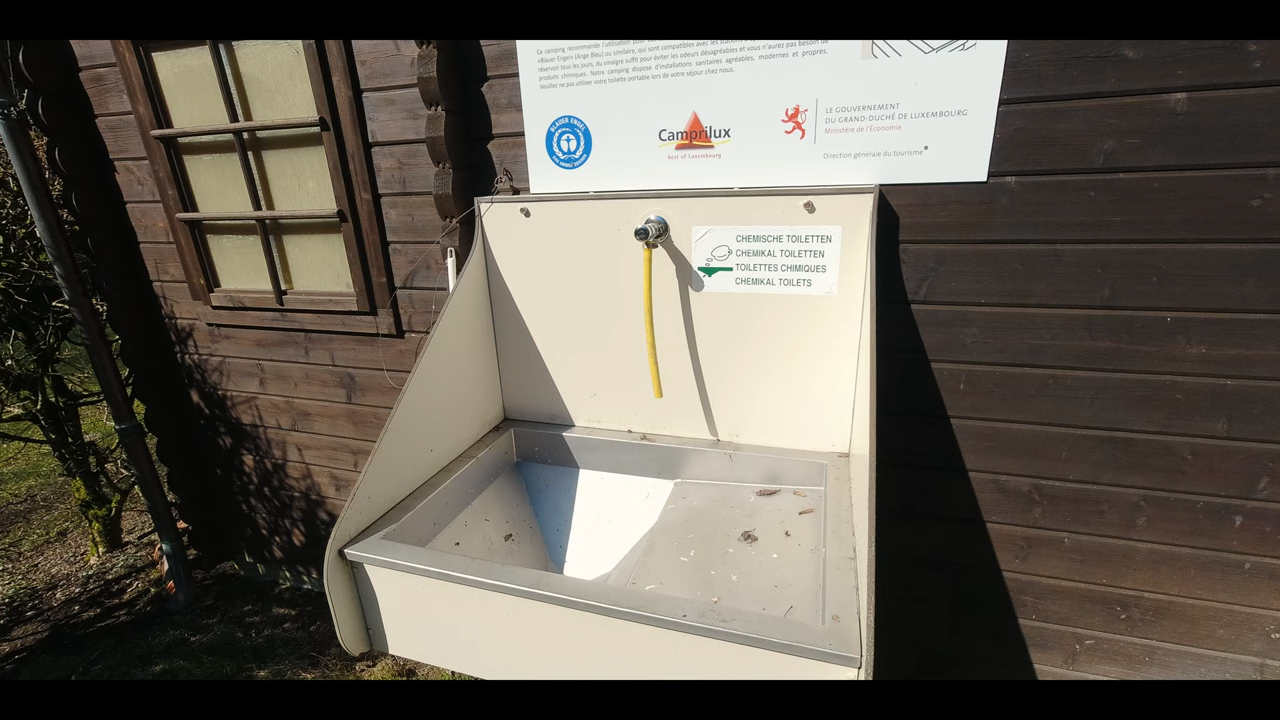 Ce camping recommande l'utilisation
«Blauer Engel» (Ange Bleu) ou similaire, qui sont compatibles avec les stations
réservoir tous les jours, du vinaigre suffit pour éviter les odeurs désagréables et vous n'aurez pas besoin de
produits chimiques. Notre camping dispose d'installations sanitaires agréables, modernes et propres.
Veuillez ne pas utiliser votre toilette portable lors de votre séjour chez nous.
BLAUER ENGEL
Camprilux
best of Luxembourg
LE GOUVERNEMENT
DU GRAND-DUCHÉ DE LUXEMBOURG
Ministère de l'Économie
Direction générale du tourisme
CHEMISCHE TOILETTEN
CHEMIKAL TOILETTEN
TOILETTES CHIMIQUES
CHEMIKAL TOILETS